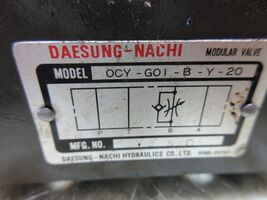 DAESUNG-NACHI MODULAR VALVE
MODEL OCY-G01-B-Y-20
P T B A
MFG. NO.
DAESUNG-NACHI HYDRAULICS CO., LTD.